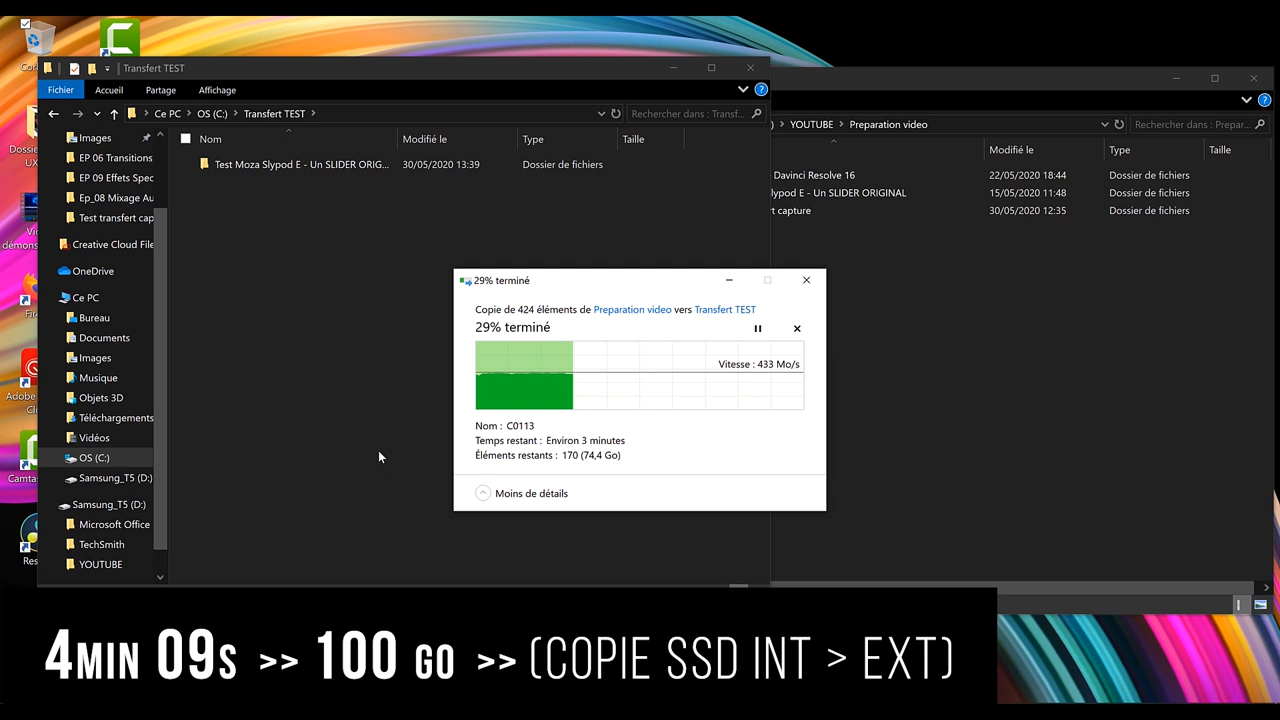 Transfert TEST
Fichier
Accueil
Partage
Affichage
Ce PC
OS (C:)
Transfert TEST
Rechercher dans : Transf...
Images
EP 06 Transitions
EP 09 Effets Spec
Ep_08 Mixage Au
Test transfert cap
Creative Cloud File
OneDrive
Ce PC
Bureau
Documents
Images
Musique
Objets 3D
Téléchargements
Vidéos
OS (C:)
Samsung_T5 (D:)
Samsung_T5 (D:)
Microsoft Office
TechSmith
YOUTUBE
Nom
Modifié le
Type
Taille
Test Moza Slypod E - Un SLIDER ORIG...
30/05/2020 13:39
Dossier de fichiers
YOUTUBE
Preparation video
Rechercher dans : Prepar...
Modifié le
Type
Taille
Davinci Resolve 16
22/05/2020 18:44
Dossier de fichiers
lypod E - Un SLIDER ORIGINAL
15/05/2020 11:48
Dossier de fichiers
rt capture
30/05/2020 12:35
Dossier de fichiers
29% terminé
Copie de 424 éléments de Preparation video vers Transfert TEST
29% terminé
Vitesse : 433 Mo/s
Nom : C0113
Temps restant : Environ 3 minutes
Éléments restants : 170 (74,4 Go)
Moins de détails
4MIN 09S >> 100 GO >> (COPIE SSD INT > EXT)